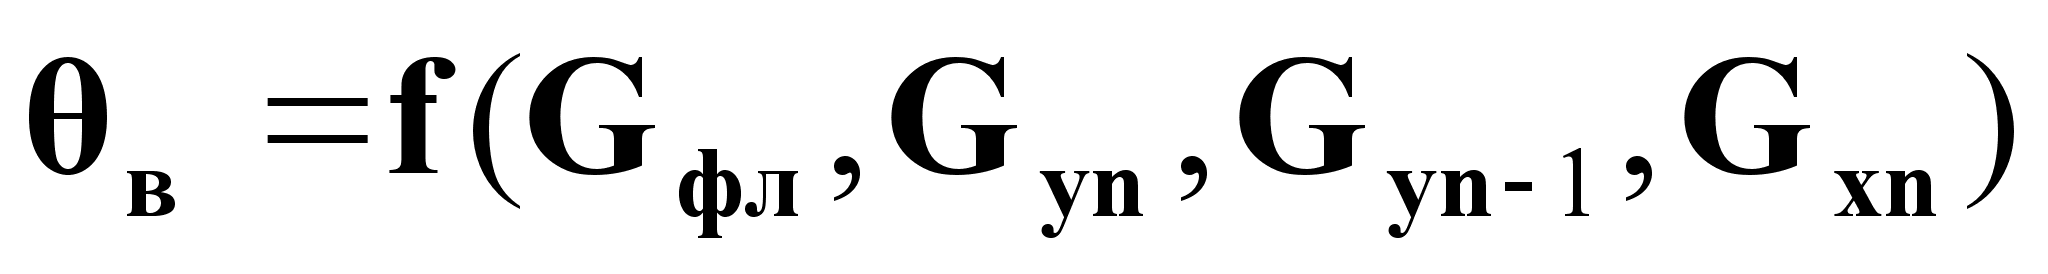 θв = f(Gфл, Gyn, Gyn-1, Gxn)